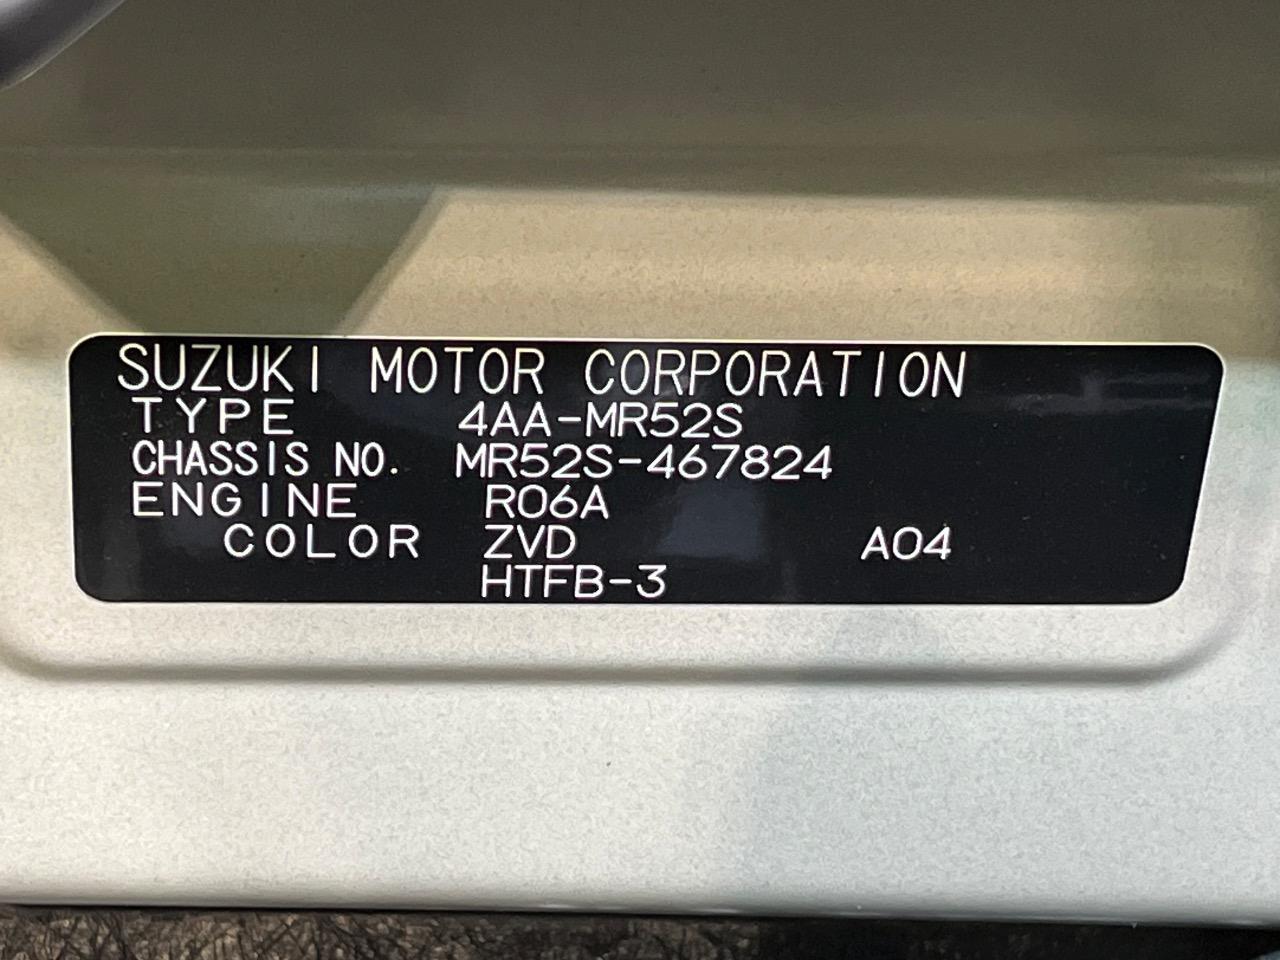 SUZUKI MOTOR CORPORATION
TYPE 4AA-MR52S
CHASSIS NO. MR52S-467824
ENGINE R06A
COLOR ZVD A04
HTFB-3